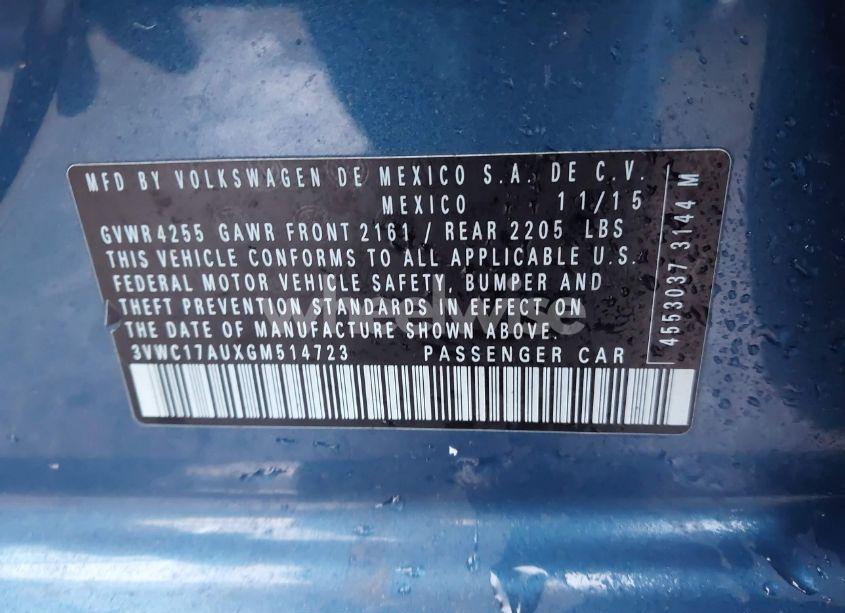 MFD BY VOLKSWAGEN DE MEXICO S.A. DE C.V.
MEXICO 11/15
GVWR 4255 GAWR FRONT 2161 / REAR 2205 LBS
THIS VEHICLE CONFORMS TO ALL APPLICABLE U.S.
FEDERAL MOTOR VEHICLE SAFETY, BUMPER AND
THEFT PREVENTION STANDARDS IN EFFECT ON
THE DATE OF MANUFACTURE SHOWN ABOVE.
3VWC17AUXGM514723 PASSENGER CAR
4553037 3144 M